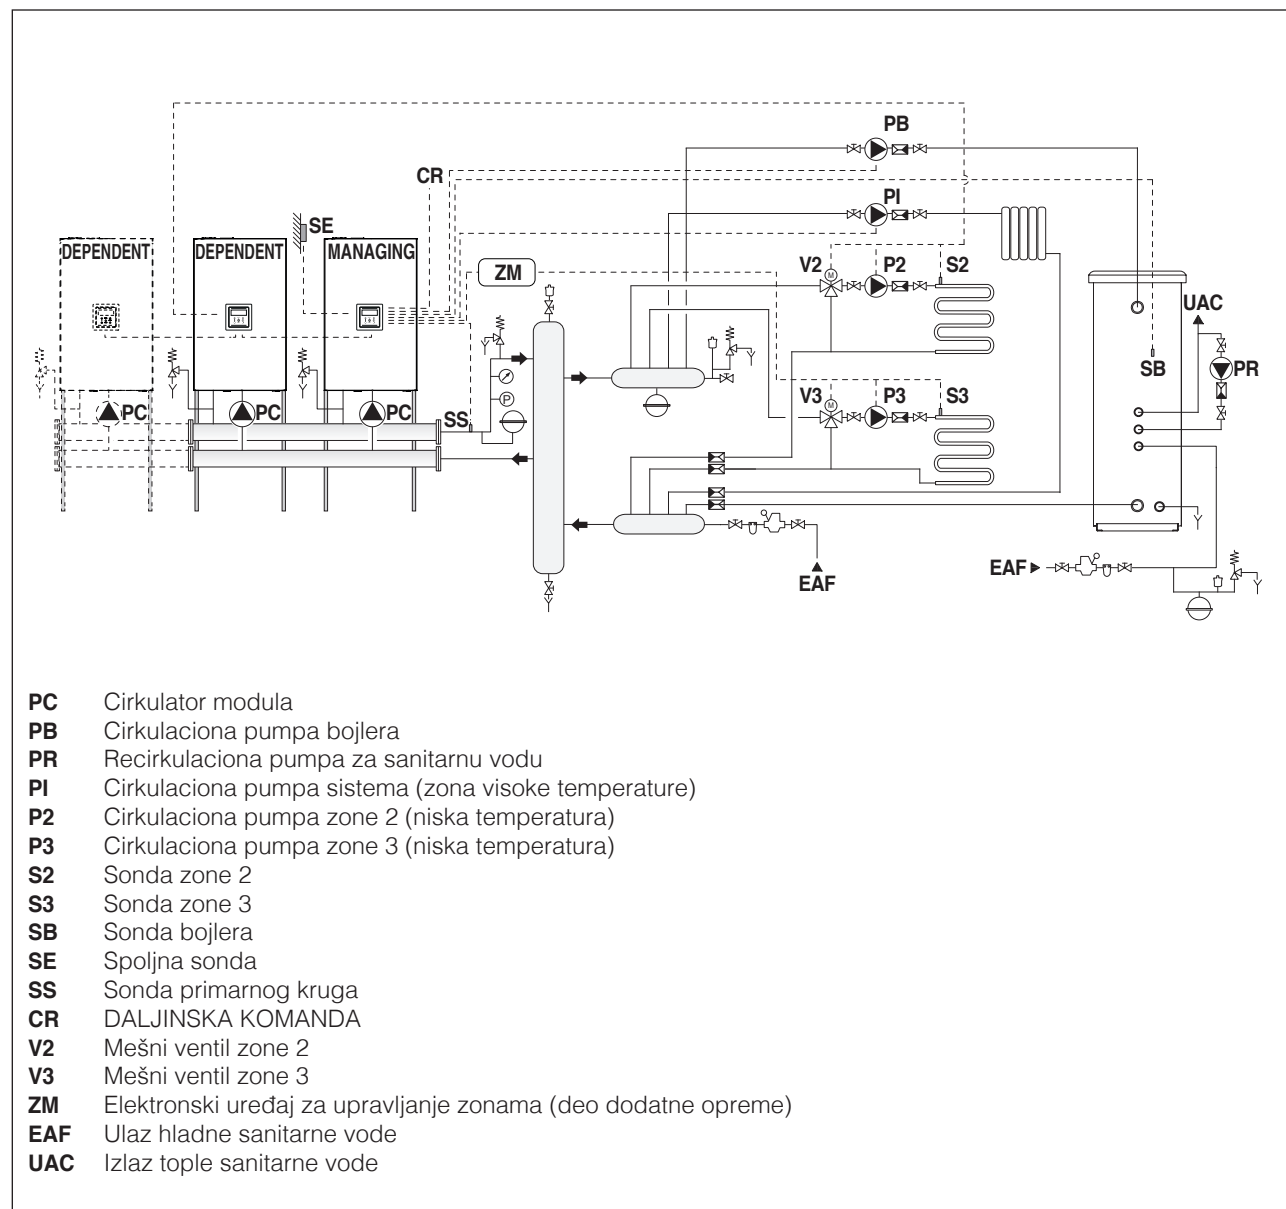 PB
CR
PI
SE
DEPENDENT DEPENDENT MANAGING
ZM
V2 P2 S2
M
UAC
SB PR
V3 P3 S3
M
PC PC PC SS
P
EAF
EAF
PC Cirkulator modula
PB Cirkulaciona pumpa bojlera
PR Recirkulaciona pumpa za sanitarnu vodu
PI Cirkulaciona pumpa sistema (zona visoke temperature)
P2 Cirkulaciona pumpa zone 2 (niska temperatura)
P3 Cirkulaciona pumpa zone 3 (niska temperatura)
S2 Sonda zone 2
S3 Sonda zone 3
SB Sonda bojlera
SE Spoljna sonda
SS Sonda primarnog kruga
CR DALJINSKA KOMANDA
V2 Mešni ventil zone 2
V3 Mešni ventil zone 3
ZM Elektronski uređaj za upravljanje zonama (deo dodatne opreme)
EAF Ulaz hladne sanitarne vode
UAC Izlaz tople sanitarne vode